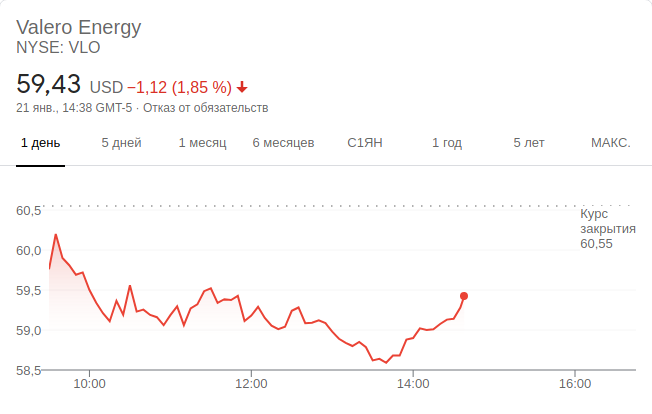 Valero Energy
NYSE: VLO
59,43 USD −1,12 (1,85 %)
21 янв., 14:38 GMT-5 · Отказ от обязательств
1 день 5 дней 1 месяц 6 месяцев С1ЯН 1 год 5 лет МАКС.
60,5
60,0
59,5
59,0
58,5
Курс
закрытия
60,55
10:00 12:00 14:00 16:00